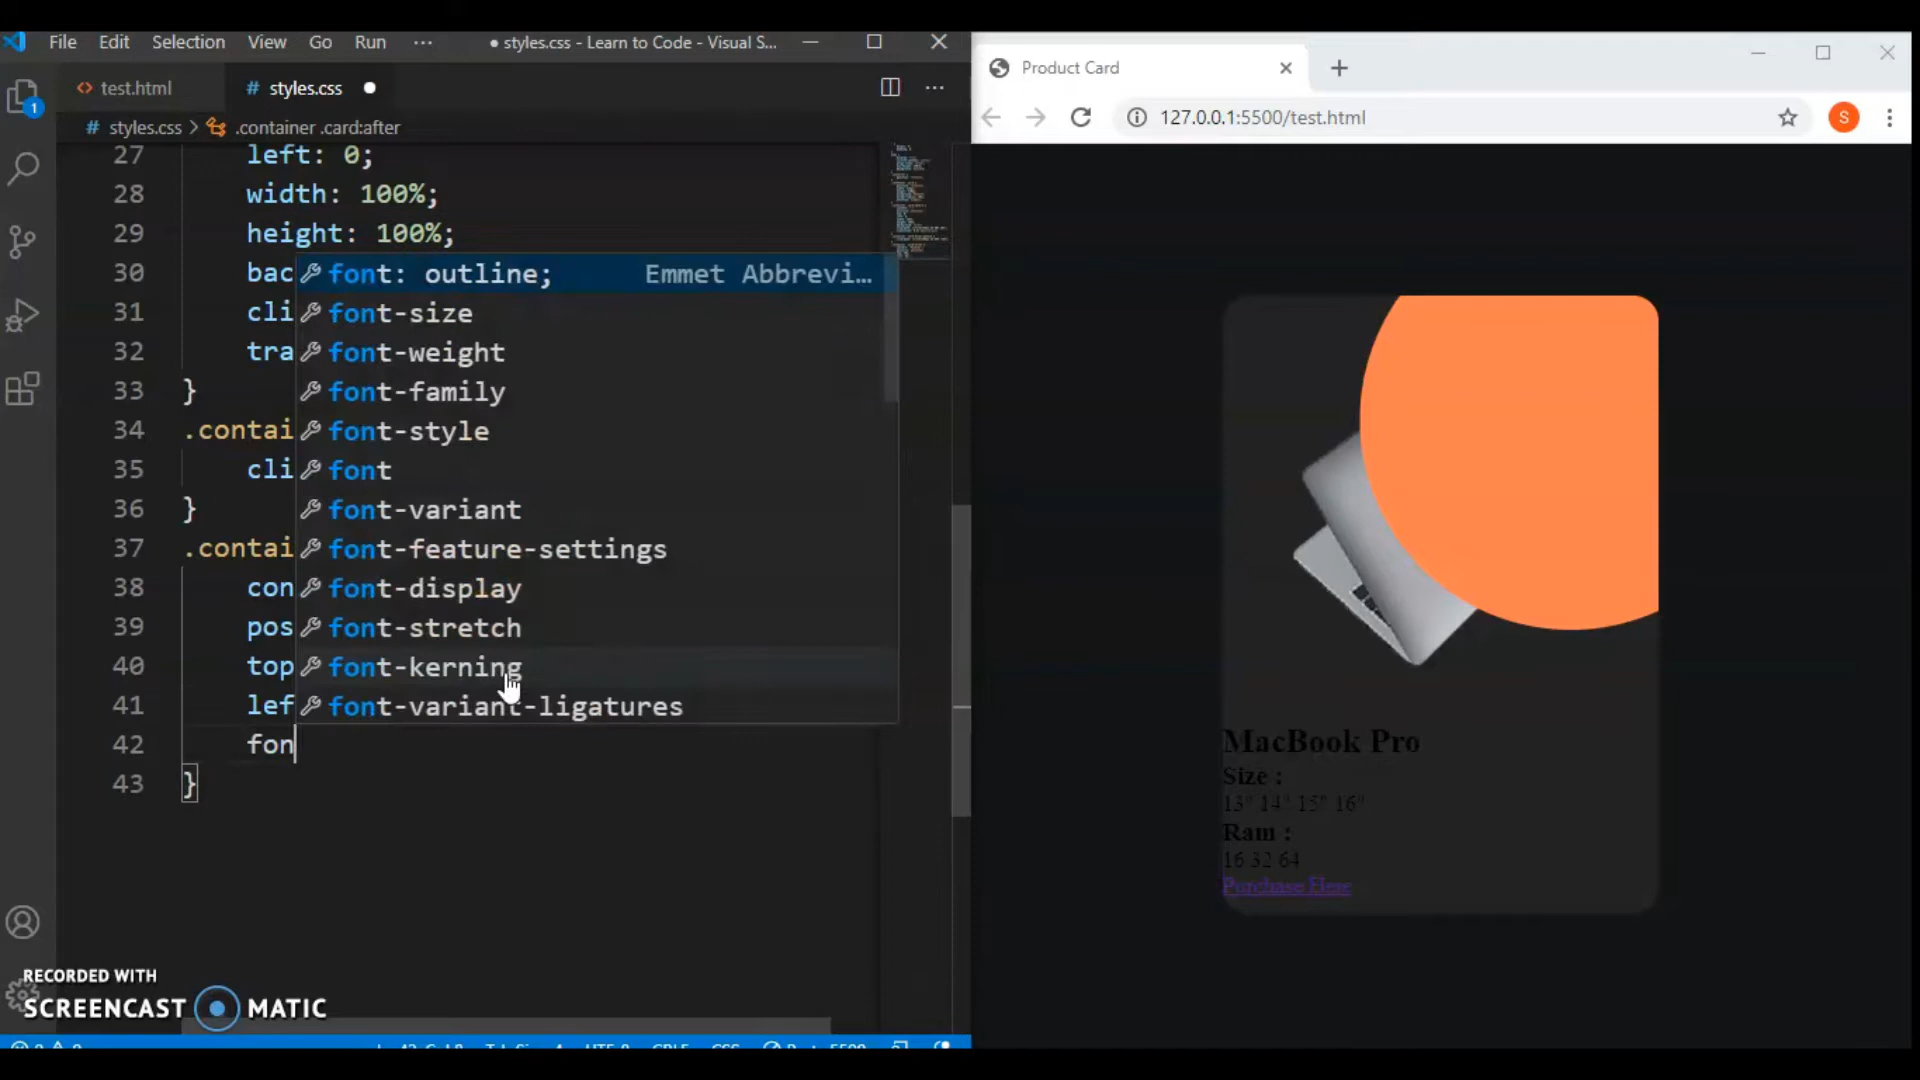 File Edit Selection View Go Run ··· ● styles.css - Learn to Code - Visual S...
<> test.html # styles.css ●
# styles.css > .container .card:after
1
27 left: 0;
28 width: 100%;
29 height: 100%;
30 bac
31 cli
32 tra
33 }
34 .contai
35 cli
36 }
37 .contai
38 con
39 pos
40 top
41 lef
42 fon
43 }
font: outline; Emmet Abbrevi...
font-size
font-weight
font-family
font-style
font
font-variant
font-feature-settings
font-display
font-stretch
font-kerning
font-variant-ligatures
RECORDED WITH
SCREENCAST MATIC
Product Card
127.0.0.1:5500/test.html
S
MacBook Pro
Size :
13" 14" 15" 16"
Ram :
16 32 64
Purchase Here